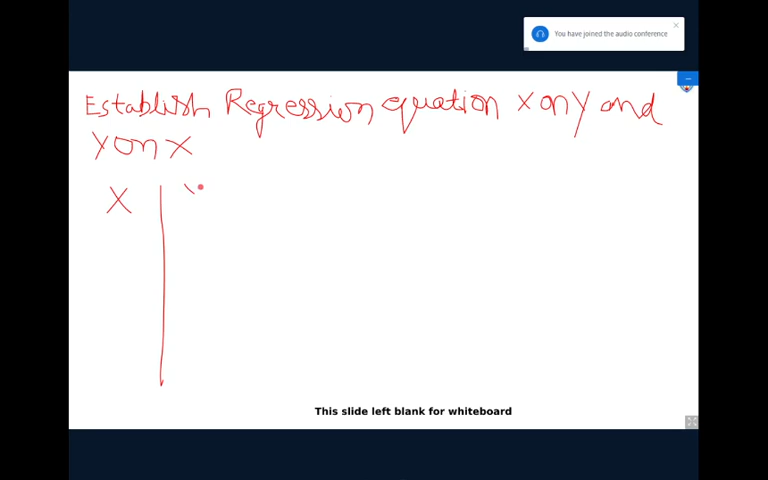 You have joined the audio conference
Establish Regression equation X on Y and
Y on X
X
This slide left blank for whiteboard